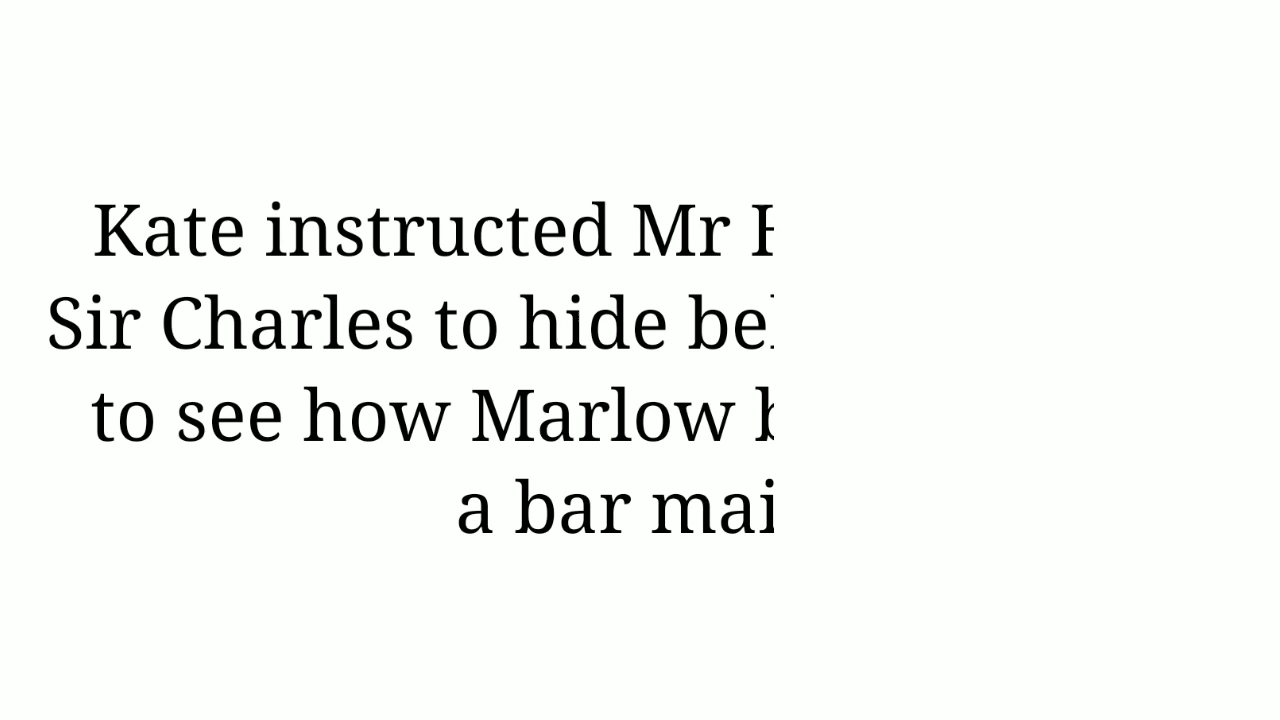 Kate instructed Mr
Sir Charles to hide
to see how Marlow
a bar